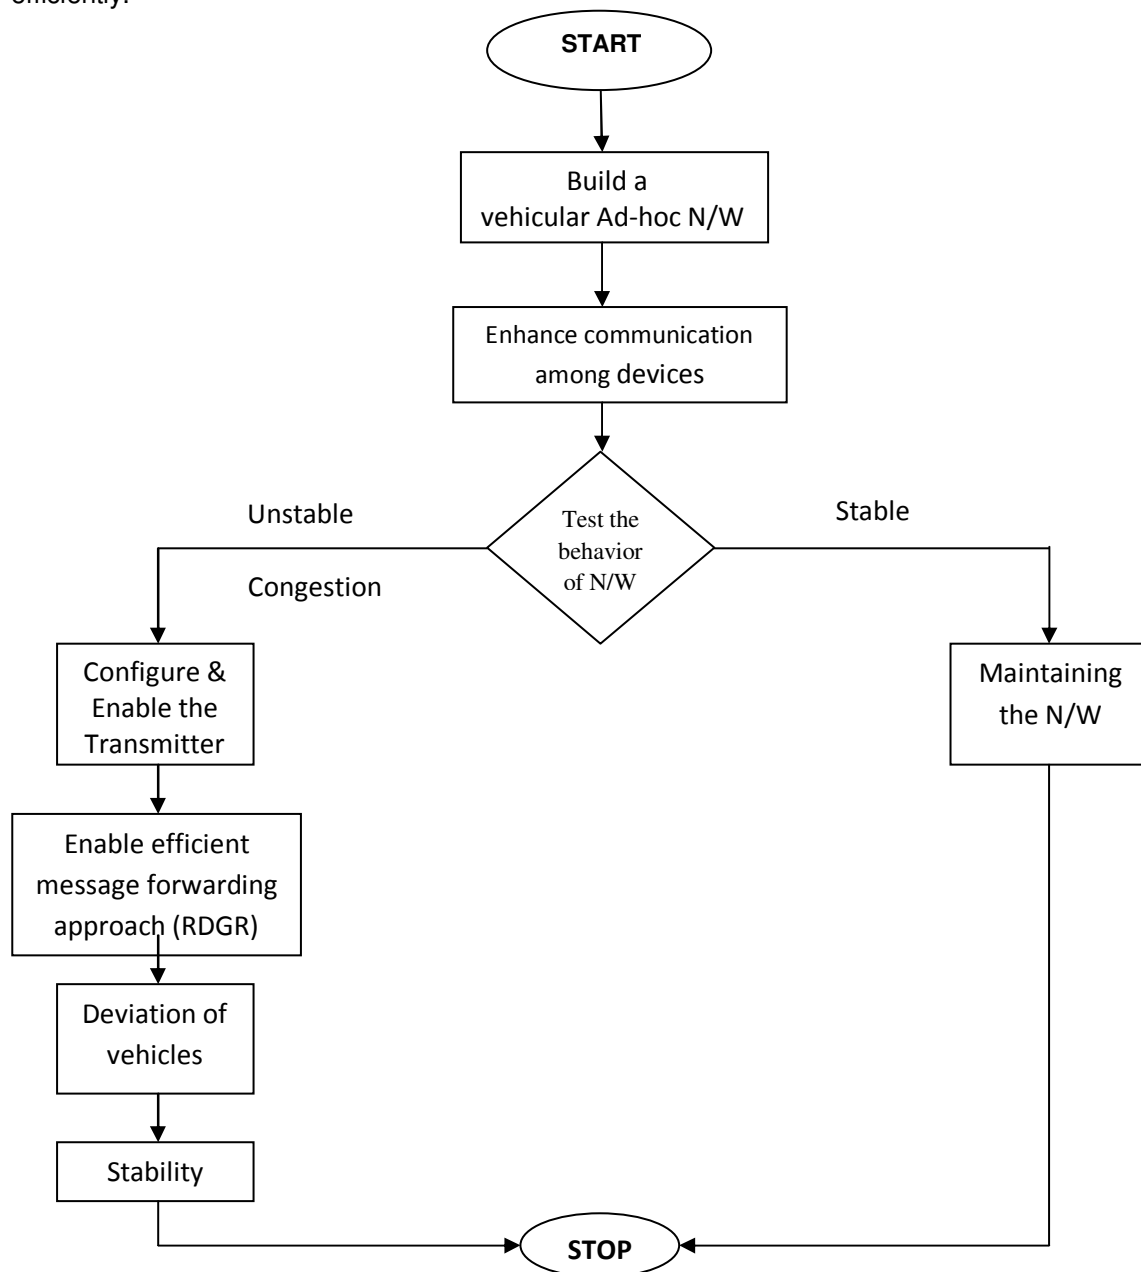 efficiently.
START
Build a
vehicular Ad-hoc N/W
Enhance communication
among devices
Test the
behavior
of N/W
Unstable
Congestion
Stable
Configure &
Enable the
Transmitter
Enable efficient
message forwarding
approach (RDGR)
Deviation of
vehicles
Stability
Maintaining
the N/W
STOP